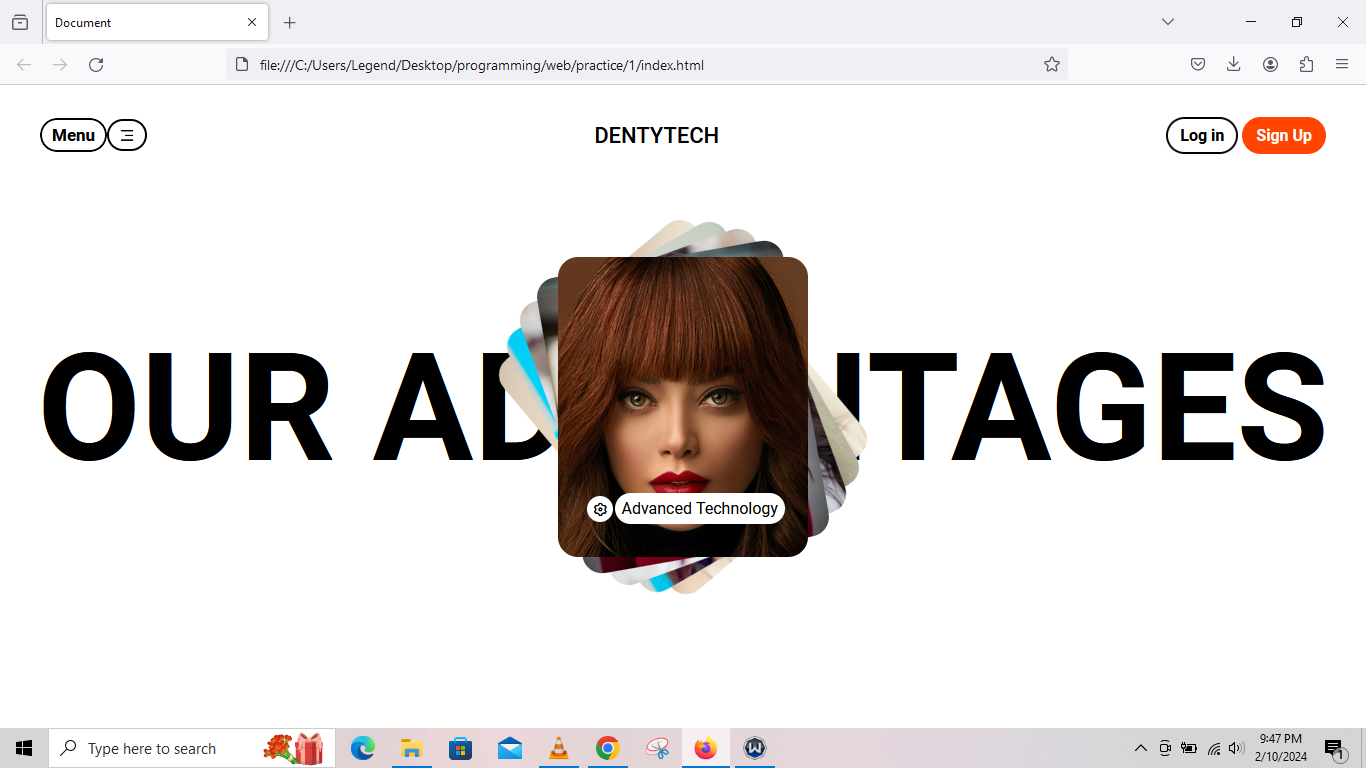 Document
file:///C:/Users/Legend/Desktop/programming/web/practice/1/index.html
Menu
DENTYTECH
Log in
Sign Up
OUR AD NTAGES
Advanced Technology
Type here to search
9:47 PM
2/10/2024
1